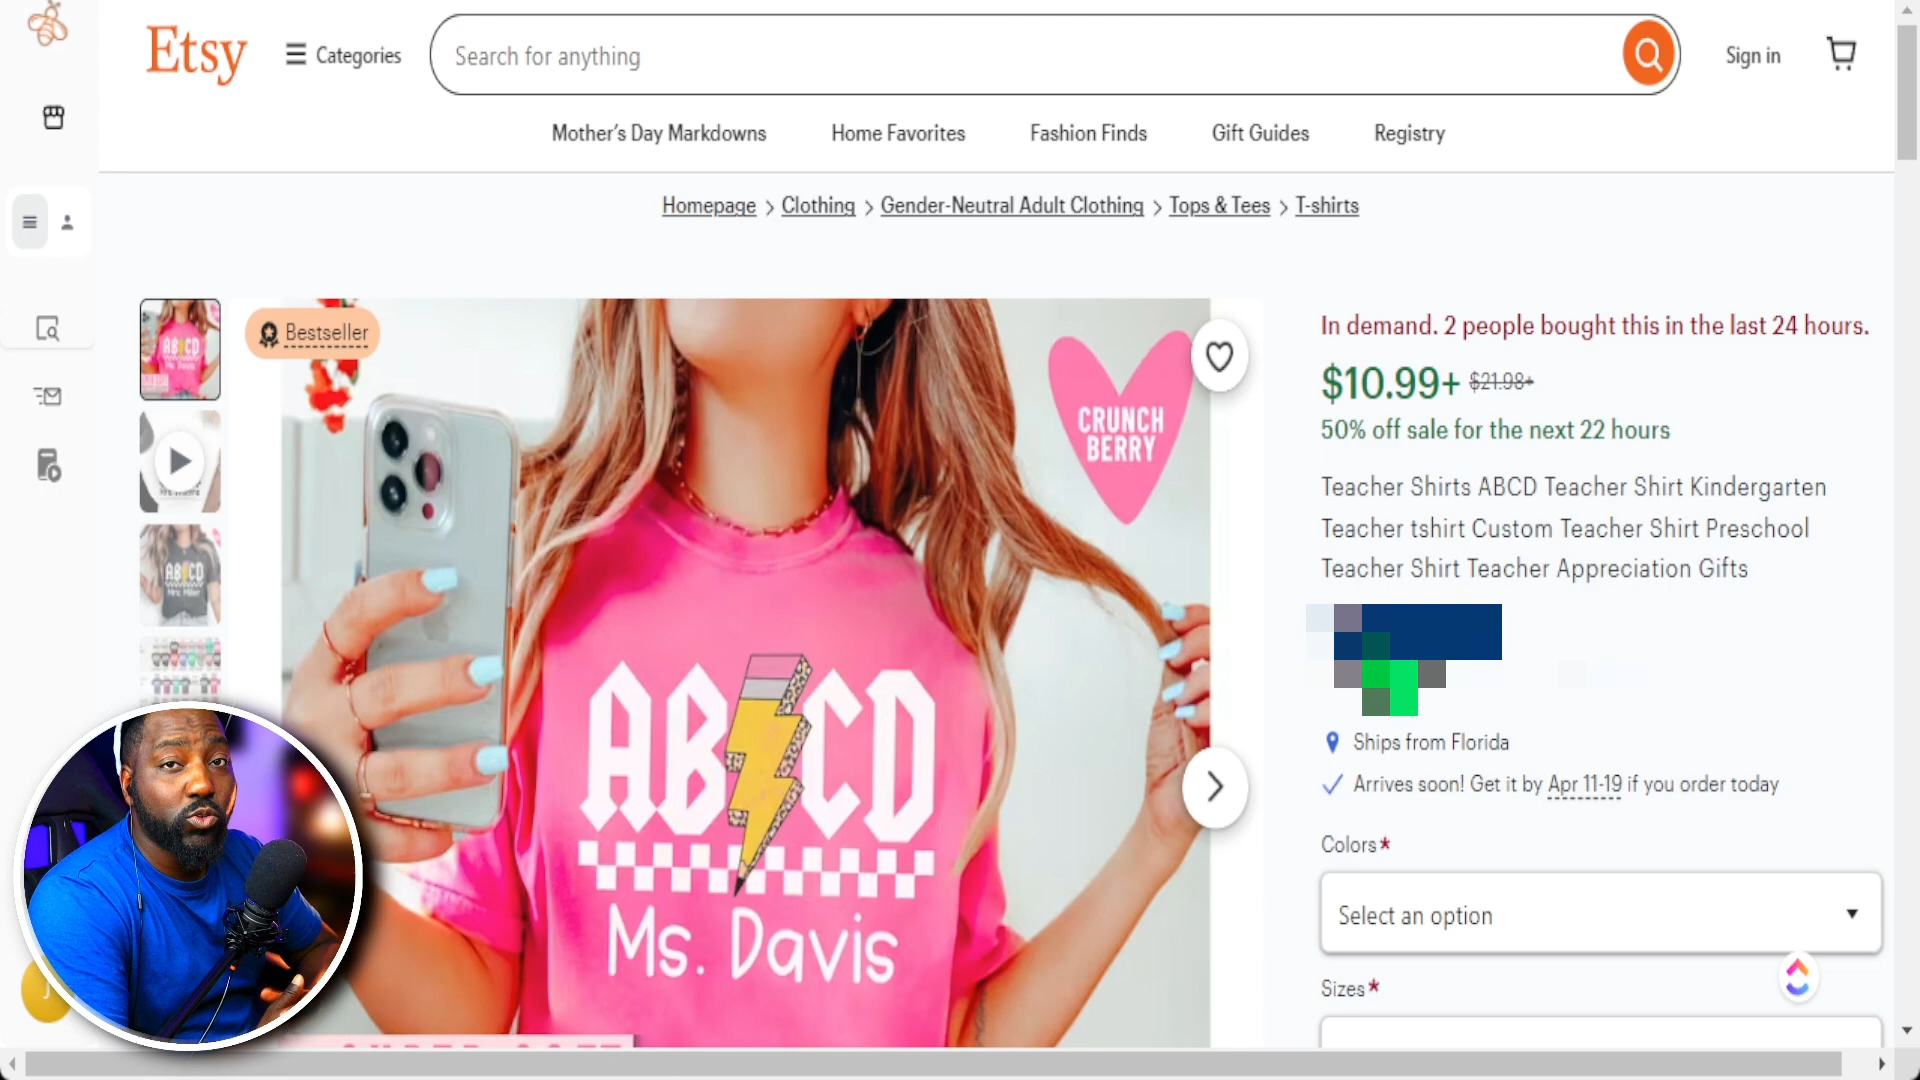 Etsy
Categories
Search for anything
Sign in
Mother's Day Markdowns
Home Favorites
Fashion Finds
Gift Guides
Registry
Homepage > Clothing > Gender-Neutral Adult Clothing > Tops & Tees > T-shirts
Bestseller
CRUNCH
BERRY
ABCD
Ms. Davis
In demand. 2 people bought this in the last 24 hours.
$10.99+ $21.98+
50% off sale for the next 22 hours
Teacher Shirts ABCD Teacher Shirt Kindergarten
Teacher tshirt Custom Teacher Shirt Preschool
Teacher Shirt Teacher Appreciation Gifts
Ships from Florida
Arrives soon! Get it by Apr 11-19 if you order today
Colors*
Select an option
Sizes*